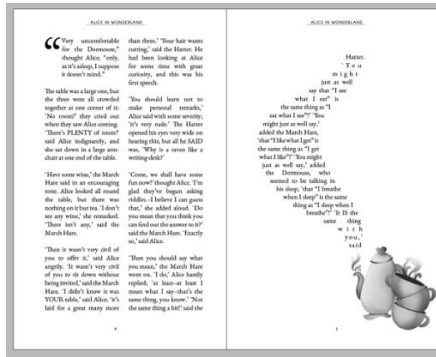 ALICE IN WONDERLAND
“Very uncomfortable
for the Dormouse,”
thought Alice; “only,
as it’s asleep, I suppose
it doesn’t mind.”
The table was a large one, but
the three were all crowded
together at one corner of it:
‘No room!’ they cried out
when they saw Alice coming.
‘There’s PLENTY of room!’
said Alice indignantly, and
she sat down in a large arm-
chair at one end of the table.
‘Have some wine,’ the March
Hare said in an encouraging
tone. Alice looked all round
the table, but there was
nothing on it but tea. ‘I don’t
see any wine,’ she remarked.
‘There isn’t any,’ said the
March Hare.
‘Then it wasn’t very civil of
you to offer it,’ said Alice
angrily. ‘It wasn’t very civil
of you to sit down without
being invited,’ said the March
Hare. ‘I didn’t know it was
YOUR table,’ said Alice; ‘it’s
laid for a great many more
than three.’ ‘Your hair wants
cutting,’ said the Hatter. He
had been looking at Alice
for some time with great
curiosity, and this was his
first speech.
‘You should learn not to
make personal remarks,’
Alice said with some severity;
‘it’s very rude.’ The Hatter
opened his eyes very wide on
hearing this; but all he SAID
was, ‘Why is a raven like a
writing-desk?’
‘Come, we shall have some
fun now!’ thought Alice. ‘I’m
glad they’ve begun asking
riddles.-I believe I can guess
that,’ she added aloud. ‘Do
you mean that you think you
can find out the answer to it?’
said the March Hare. ‘Exactly
so,’ said Alice.
‘Then you should say what
you mean,’ the March Hare
went on. ‘I do,’ Alice hastily
replied; ‘at least–at least I
mean what I say–that’s the
same thing, you know.’ ‘Not
the same thing a bit!’ said the
ALICE IN WONDERLAND
Hatter.
‘You
might
just as well
say that “I see
what I eat” is
the same thing as “I
eat what I see”!’ ‘You
might just as well say,’
added the March Hare,
‘that “I like what I get” is
the same thing as “I get
what I like”!’ ‘You might
just as well say,’ added
the Dormouse, who
seemed to be talking in
his sleep, ‘that “I breathe
when I sleep” is the same
thing as “I sleep when I
breathe”!’ ‘It IS the
same thing
with
you,’
said